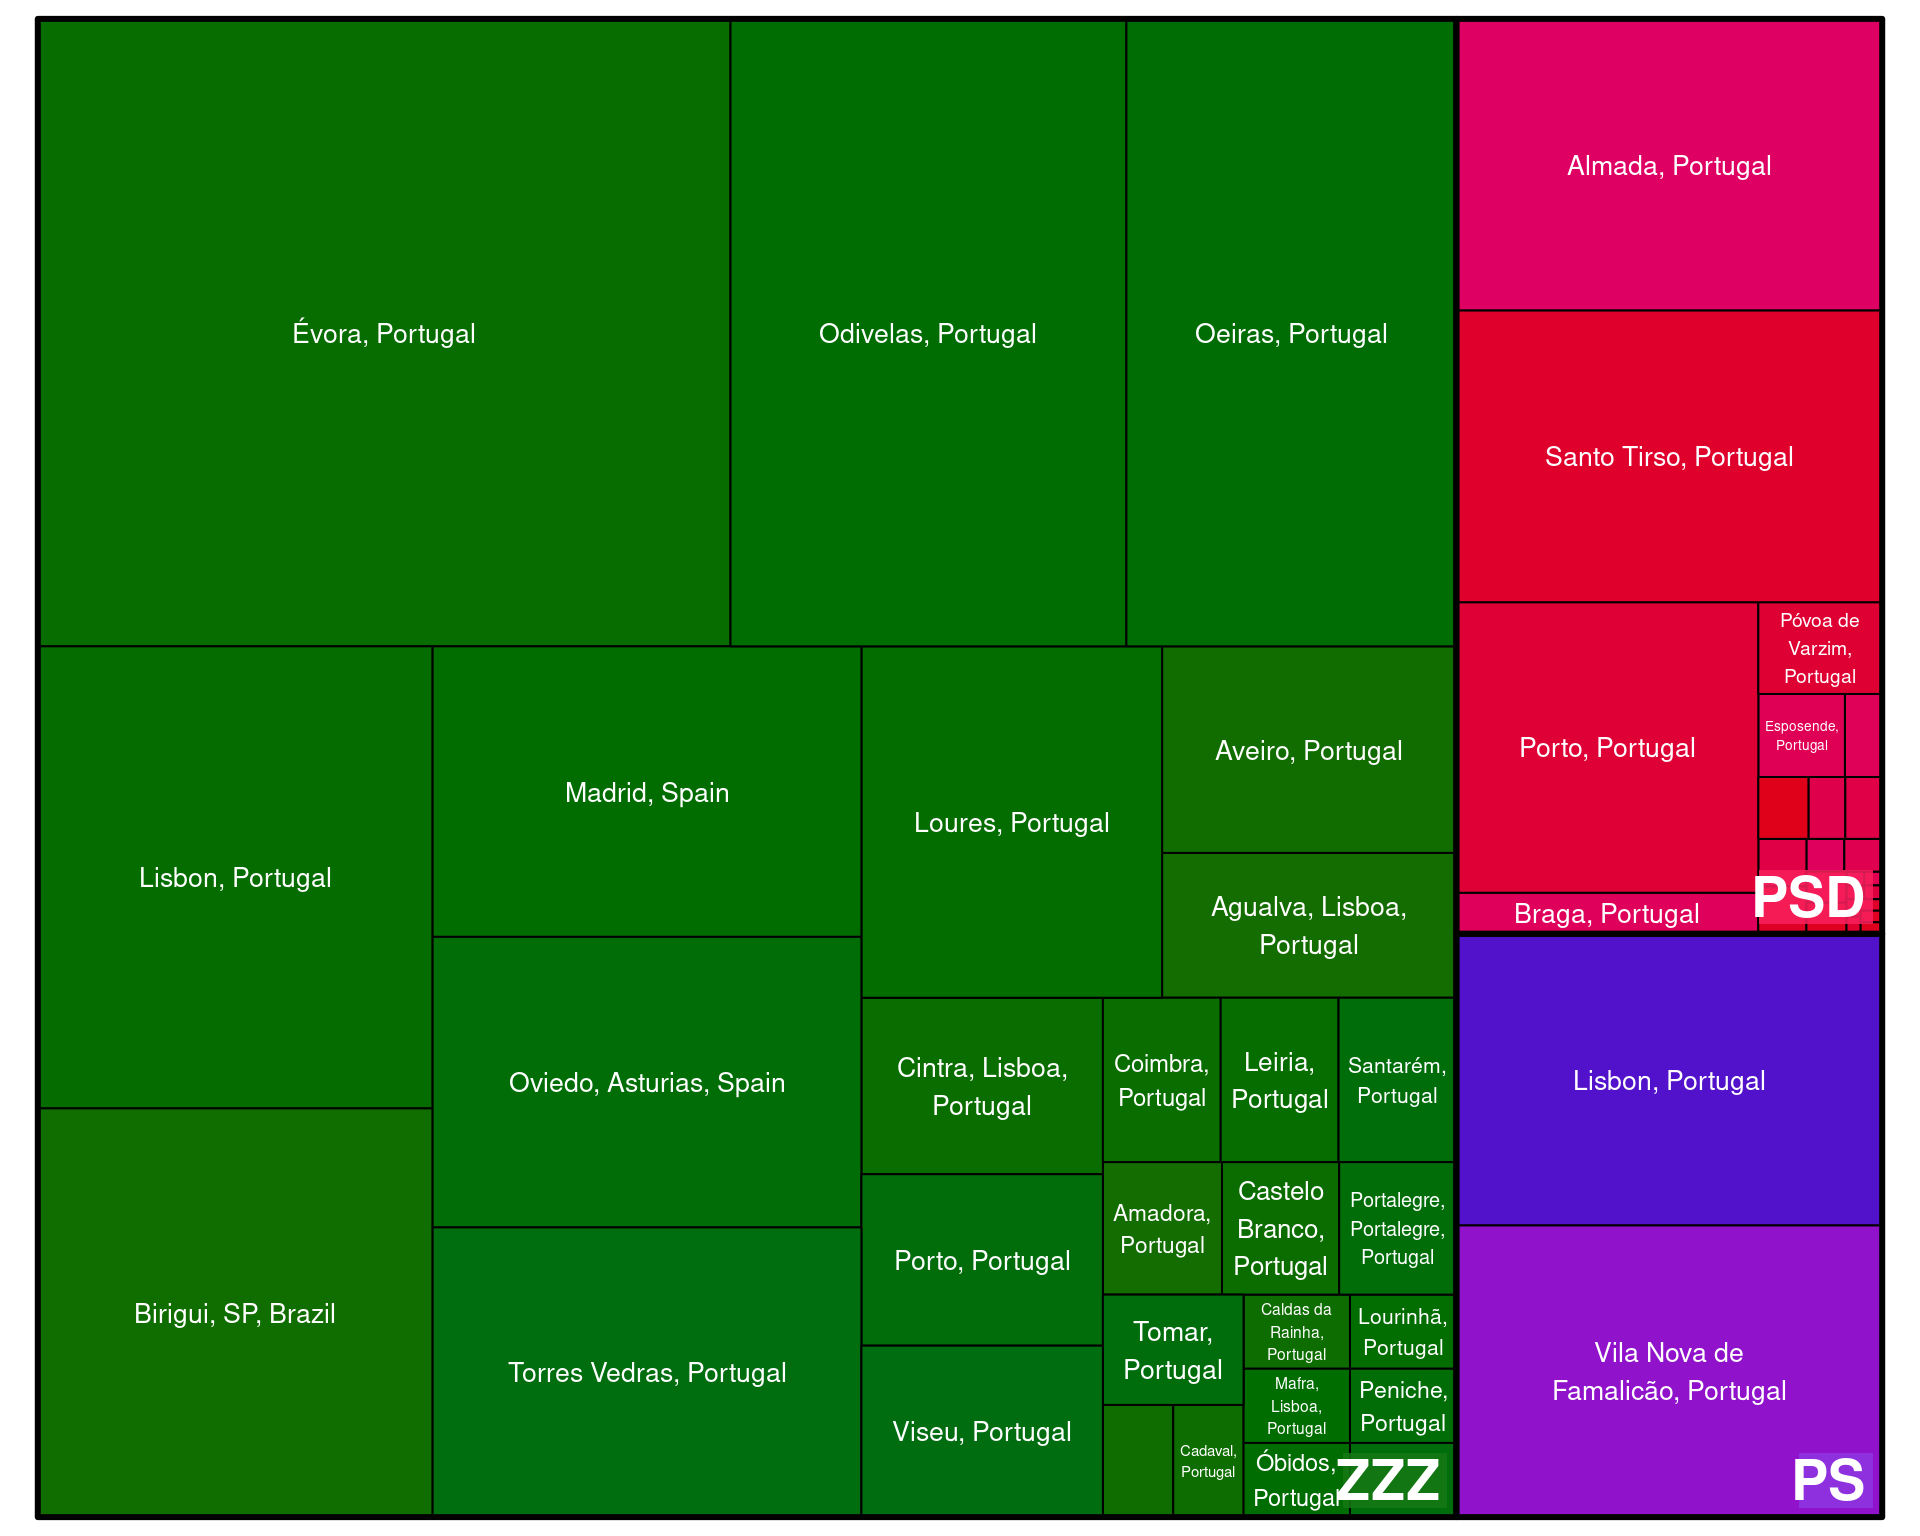 Évora, Portugal
Odivelas, Portugal
Oeiras, Portugal
Almada, Portugal
Santo Tirso, Portugal
Porto, Portugal
Póvoa de
Varzim,
Portugal
Esposende,
Portugal
Braga, Portugal
PSD
Lisbon, Portugal
Madrid, Spain
Loures, Portugal
Aveiro, Portugal
Agualva, Lisboa,
Portugal
Oviedo, Asturias, Spain
Cintra, Lisboa,
Portugal
Coimbra,
Portugal
Leiria,
Portugal
Santarém,
Portugal
Birigui, SP, Brazil
Torres Vedras, Portugal
Porto, Portugal
Viseu, Portugal
Amadora,
Portugal
Castelo
Branco,
Portugal
Portalegre,
Portalegre,
Portugal
Tomar,
Portugal
Caldas da
Rainha,
Portugal
Lourinhã,
Portugal
Mafra,
Lisboa,
Portugal
Peniche,
Portugal
Cadaval,
Portugal
Óbidos,
Portugal
ZZZ
Lisbon, Portugal
Vila Nova de
Famalicão, Portugal
PS